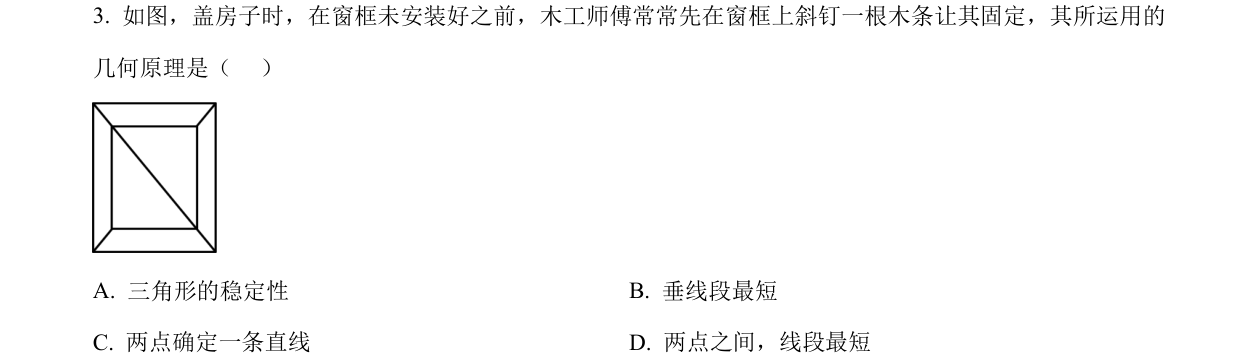 3. 如图，盖房子时，在窗框未安装好之前，木工师傅常常先在窗框上斜钉一根木条让其固定，其所运用的
几何原理是（  ）
A. 三角形的稳定性  B. 垂线段最短
C. 两点确定一条直线  D. 两点之间，线段最短